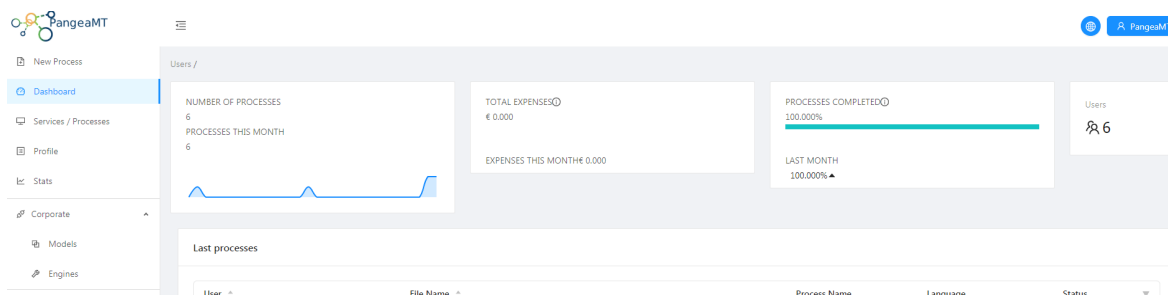 PangeaMT
PangeaMT
New Process
Dashboard
Services / Processes
Profile
Stats
Corporate
Models
Engines
Users /
NUMBER OF PROCESSES
6
PROCESSES THIS MONTH
6
TOTAL EXPENSES
€ 0.000
EXPENSES THIS MONTH€ 0.000
PROCESSES COMPLETED
100.000%
LAST MONTH
100.000%
Users
6
Last processes
User File Name Process Name Language Status